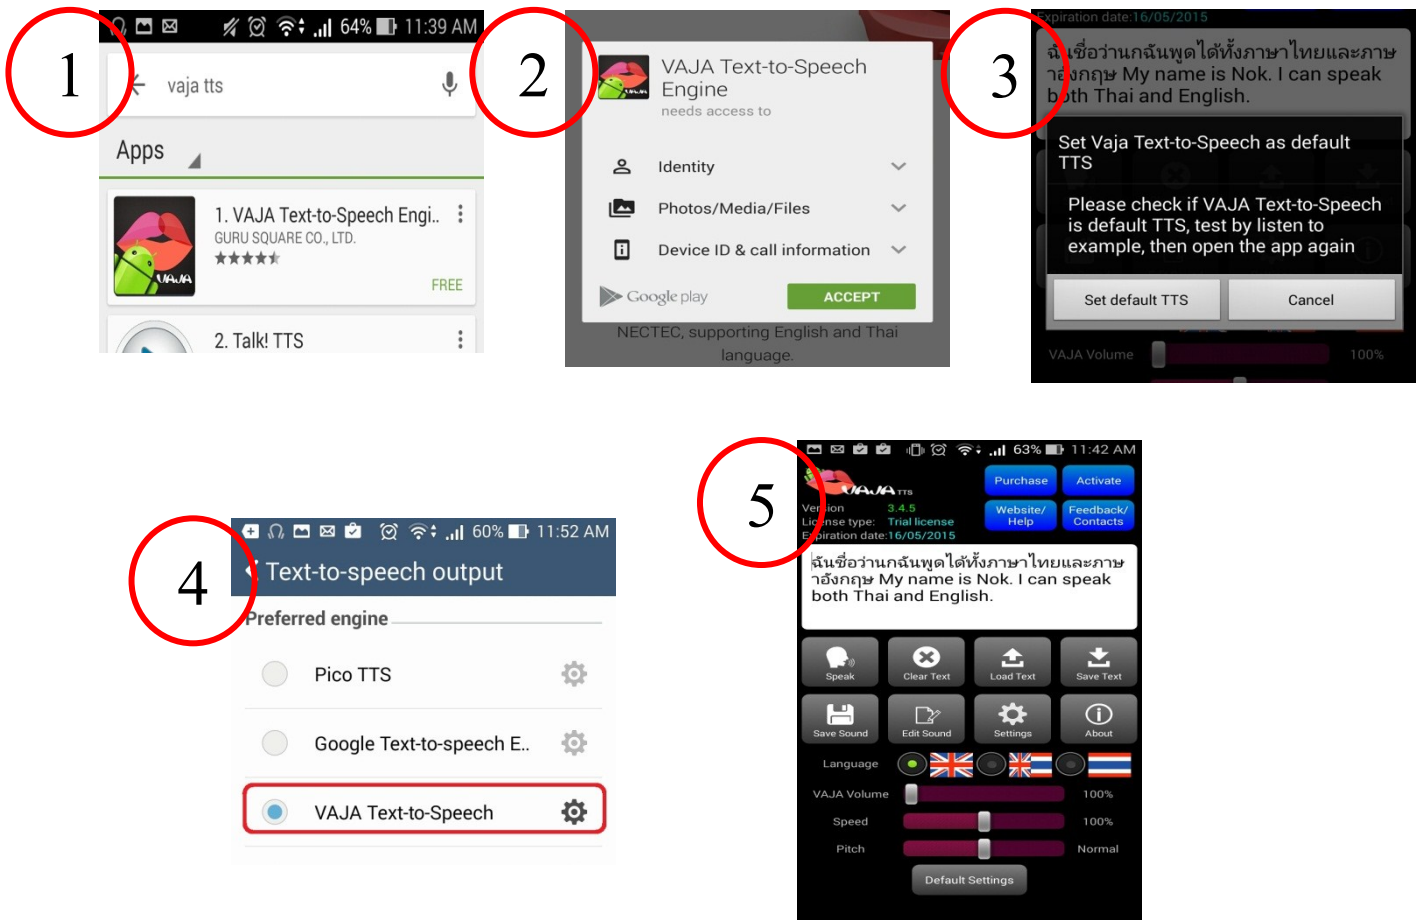 1
64% 11:39 AM
vaja tts
Apps
1. VAJA Text-to-Speech Engi..
GURU SQUARE CO., LTD.
VAJA
FREE
2. Talk! TTS
2
VAJA Text-to-Speech
Engine
needs access to
Identity
Photos/Media/Files
Device ID & call information
Google play
ACCEPT
NECTEC, supporting English and Thai
language.
3
Expiration date:16/05/2015
ฉันชื่อว่านกฉันพูดได้ทั้งภาษาไทยและภาษ
าอังกฤษ My name is Nok. I can speak
both Thai and English.
Set Vaja Text-to-Speech as default
TTS
Please check if VAJA Text-to-Speech
is default TTS, test by listen to
example, then open the app again
Set default TTS
Cancel
VAJA Volume 100%
4
60% 11:52 AM
Text-to-speech output
Preferred engine
Pico TTS
Google Text-to-speech E..
VAJA Text-to-Speech
5
63% 11:42 AM
VAJA TTS
Purchase
Activate
Version 3.4.5
License type: Trial license
Expiration date:16/05/2015
Website/
Help
Feedback/
Contacts
ฉันชื่อว่านกฉันพูดได้ทั้งภาษาไทยและภาษ
าอังกฤษ My name is Nok. I can speak
both Thai and English.
Speak
Clear Text
Load Text
Save Text
Save Sound
Edit Sound
Settings
About
Language
VAJA Volume 100%
Speed 100%
Pitch Normal
Default Settings